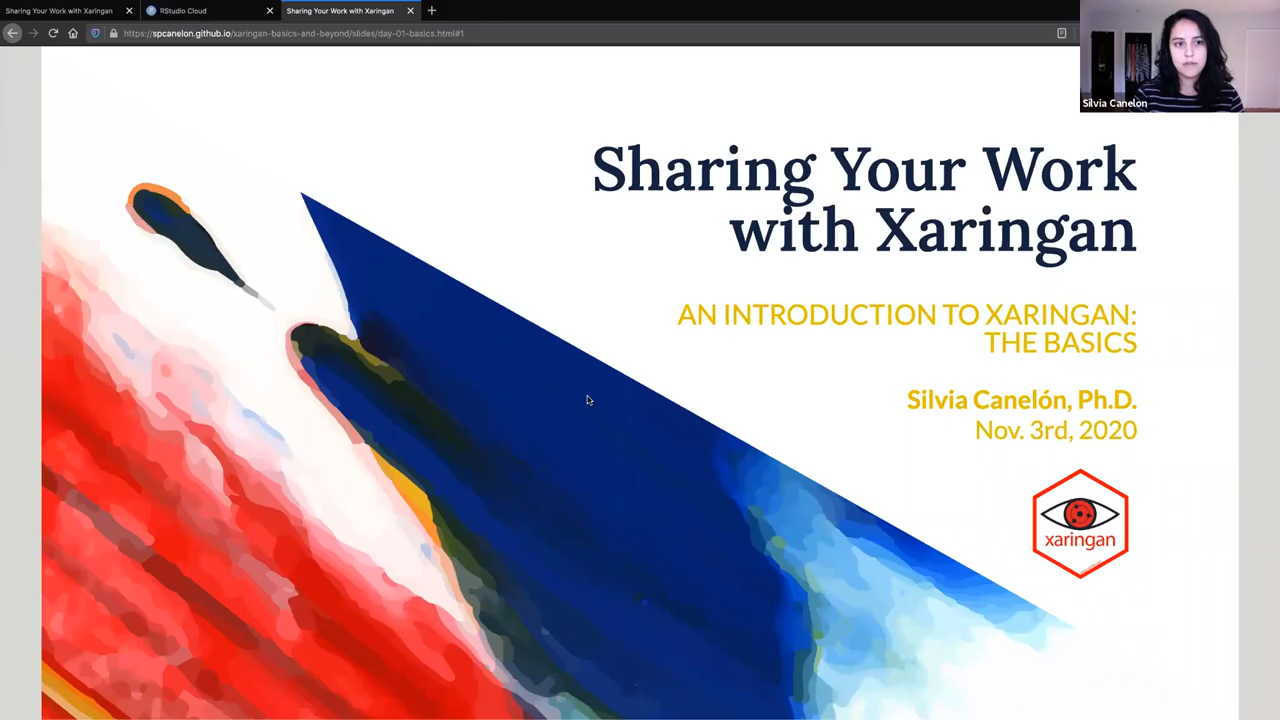 Sharing Your Work with Xaringan
RStudio Cloud
Sharing Your Work with Xaringan
https://spcanelon.github.io/xaringan-basics-and-beyond/slides/day-01-basics.html#1
Silvia Canelon
Sharing Your Work
with Xaringan
AN INTRODUCTION TO XARINGAN:
THE BASICS
Silvia Canelón, Ph.D.
Nov. 3rd, 2020
xaringan